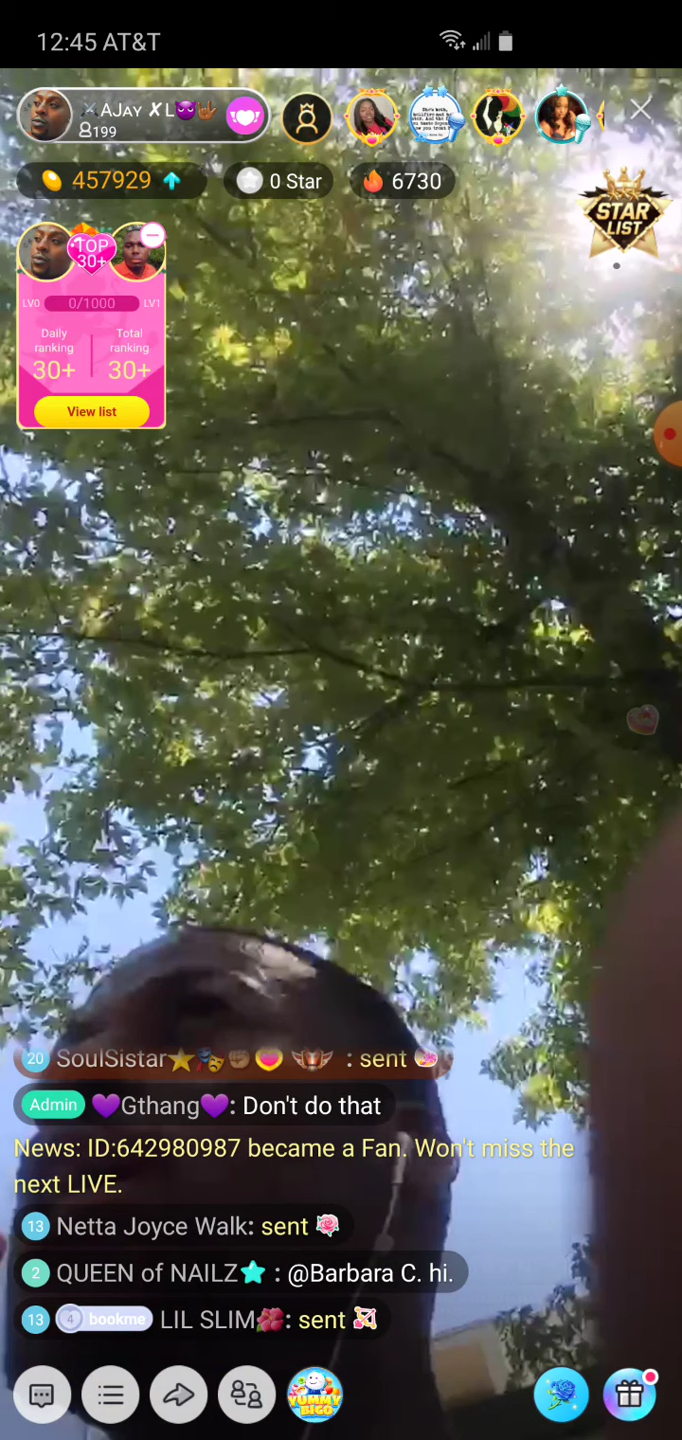 12:45 AT&T
⚔️AJAY ✘L😈🤟🏾
199
457929
0 Star
6730
STAR LIST
TOP 30+
LV0 0/1000 LV1
Daily ranking
Total ranking
30+ 30+
View list
20 SoulSistar⭐🎭✊🏾 : sent
Admin 💜Gthang💜: Don't do that
News: ID:642980987 became a Fan. Won't miss the
next LIVE.
13 Netta Joyce Walk: sent
2 QUEEN of NAILZ : @Barbara C. hi.
13 4 bookme LIL SLIM🌺: sent
YUMMY BIGO